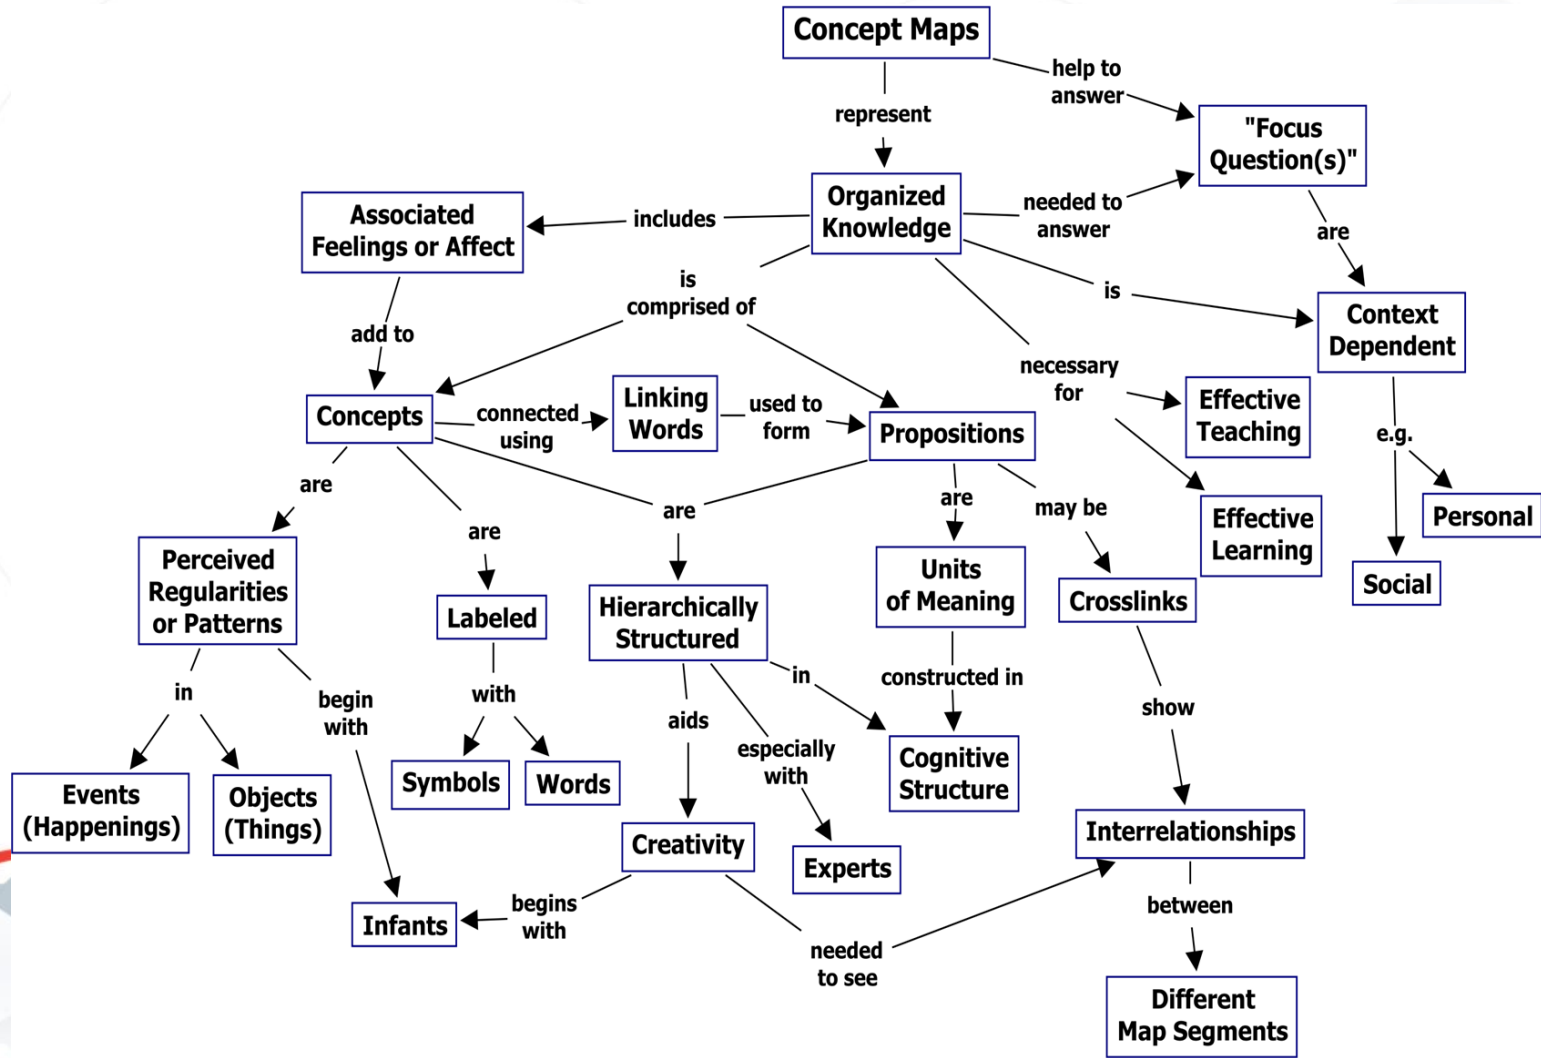 Concept Maps
help to
answer
represent
"Focus
Question(s)"
Organized
Knowledge
needed to
answer
Associated
Feelings or Affect
includes
are
is
comprised of
is
Context
Dependent
add to
necessary
for
Effective
Teaching
Concepts
connected
using
Linking
Words
used to
form
Propositions
e.g.
are
are
are
are
may be
Effective
Learning
Personal
Social
Perceived
Regularities
or Patterns
Labeled
Hierarchically
Structured
Units
of Meaning
Crosslinks
in
begin
with
with
aids
especially
with
in
constructed in
show
Events
(Happenings)
Objects
(Things)
Symbols
Words
Cognitive
Structure
Creativity
Experts
Interrelationships
Infants
begins
with
needed
to see
between
Different
Map Segments